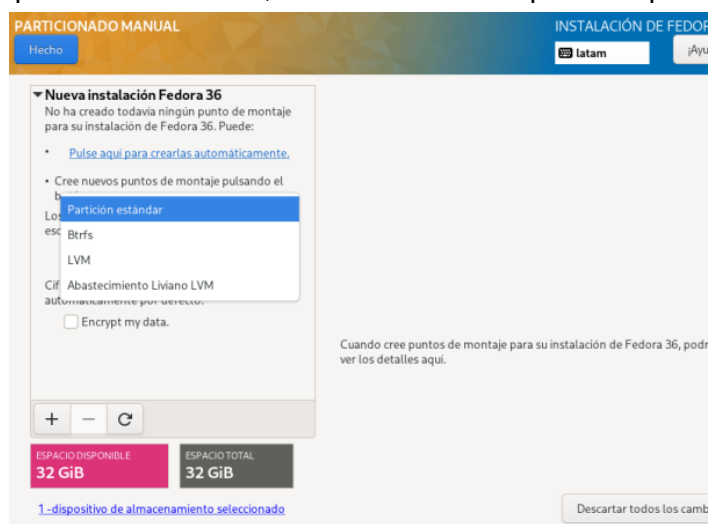 PARTICIONADO MANUAL
INSTALACIÓN DE FEDOR
Hecho
latam
¡Ayu
Nueva instalación Fedora 36
No ha creado todavía ningún punto de montaje
para su instalación de Fedora 36. Puede:
• Pulse aquí para crearlas automáticamente.
• Cree nuevos puntos de montaje pulsando el
Partición estándar
Btrfs
LVM
Cif
Abastecimiento Liviano LVM
automáticamente por defecto.
Encrypt my data.
Cuando cree puntos de montaje para su instalación de Fedora 36, podr
ver los detalles aquí.
+ −
ESPACIO DISPONIBLE
32 GiB
ESPACIO TOTAL
32 GiB
1-dispositivo de almacenamiento seleccionado
Descartar todos los camb